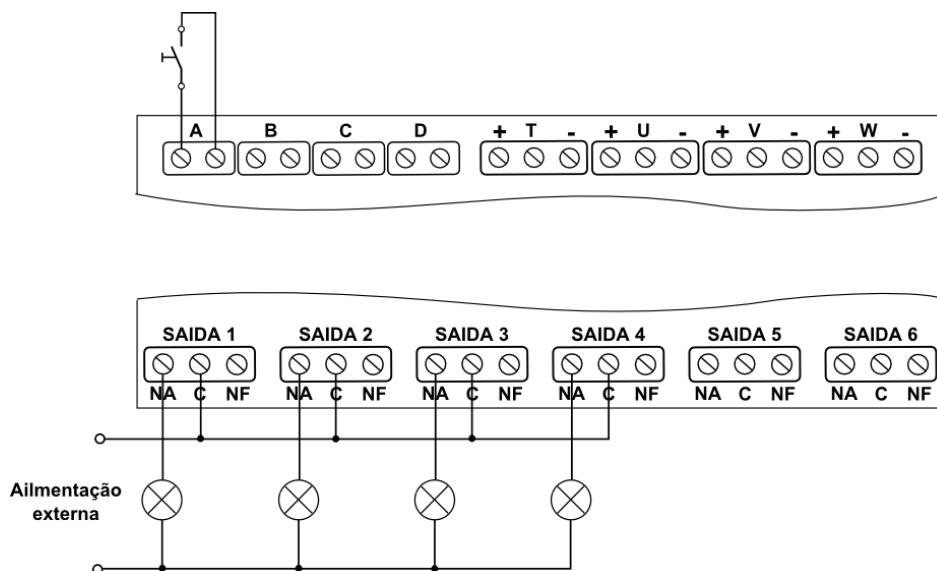 A B C D + T - + U - + V - + W -
SAIDA 1 SAIDA 2 SAIDA 3 SAIDA 4 SAIDA 5 SAIDA 6
NA C NF NA C NF NA C NF NA C NF NA C NF NA C NF
Ailmentação
externa